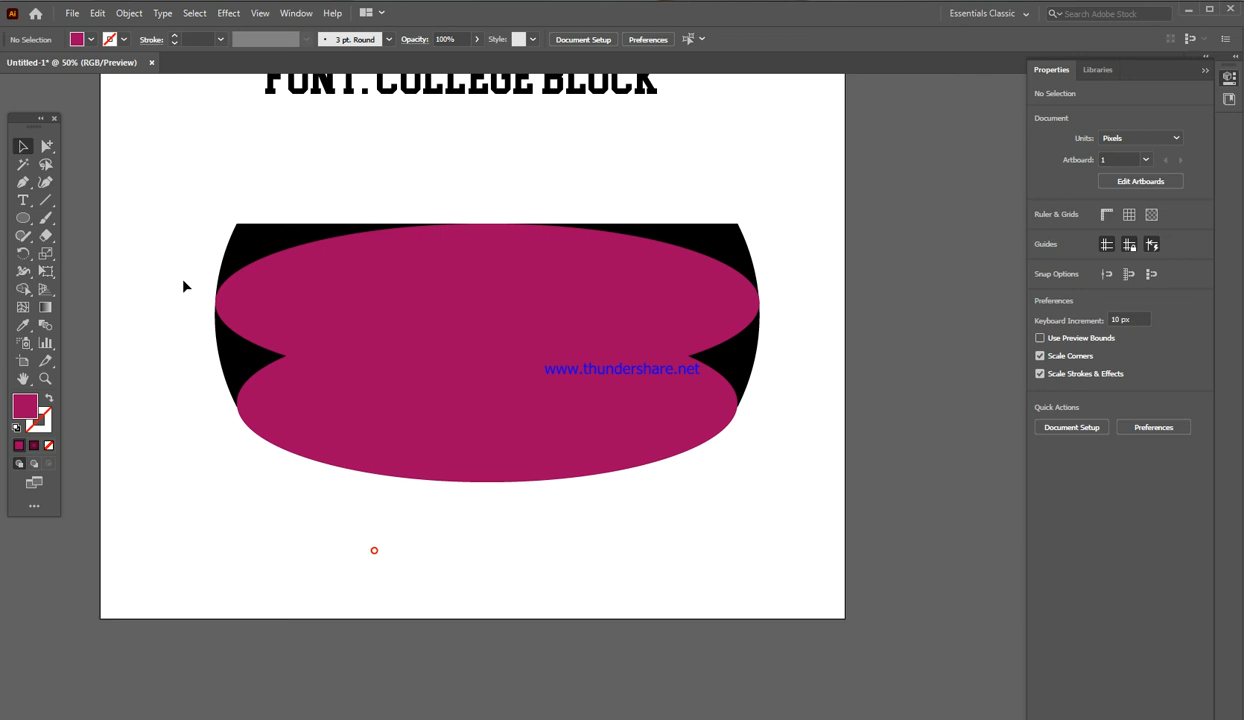 Ai File Edit Object Type Select Effect View Window Help Essentials Classic Search Adobe Stock
No Selection Stroke: 3 pt. Round Opacity: 100% Style: Document Setup Preferences
Untitled-1* @ 50% (RGB/Preview)
Properties Libraries
FONT: COLLEGE BLOCK
No Selection
Document
Units: Pixels
Artboard: 1
Edit Artboards
Ruler & Grids
Guides
Snap Options
Preferences
Keyboard Increment: 10 px
Use Preview Bounds
Scale Corners
Scale Strokes & Effects
www.thundershare.net
Quick Actions
Document Setup Preferences